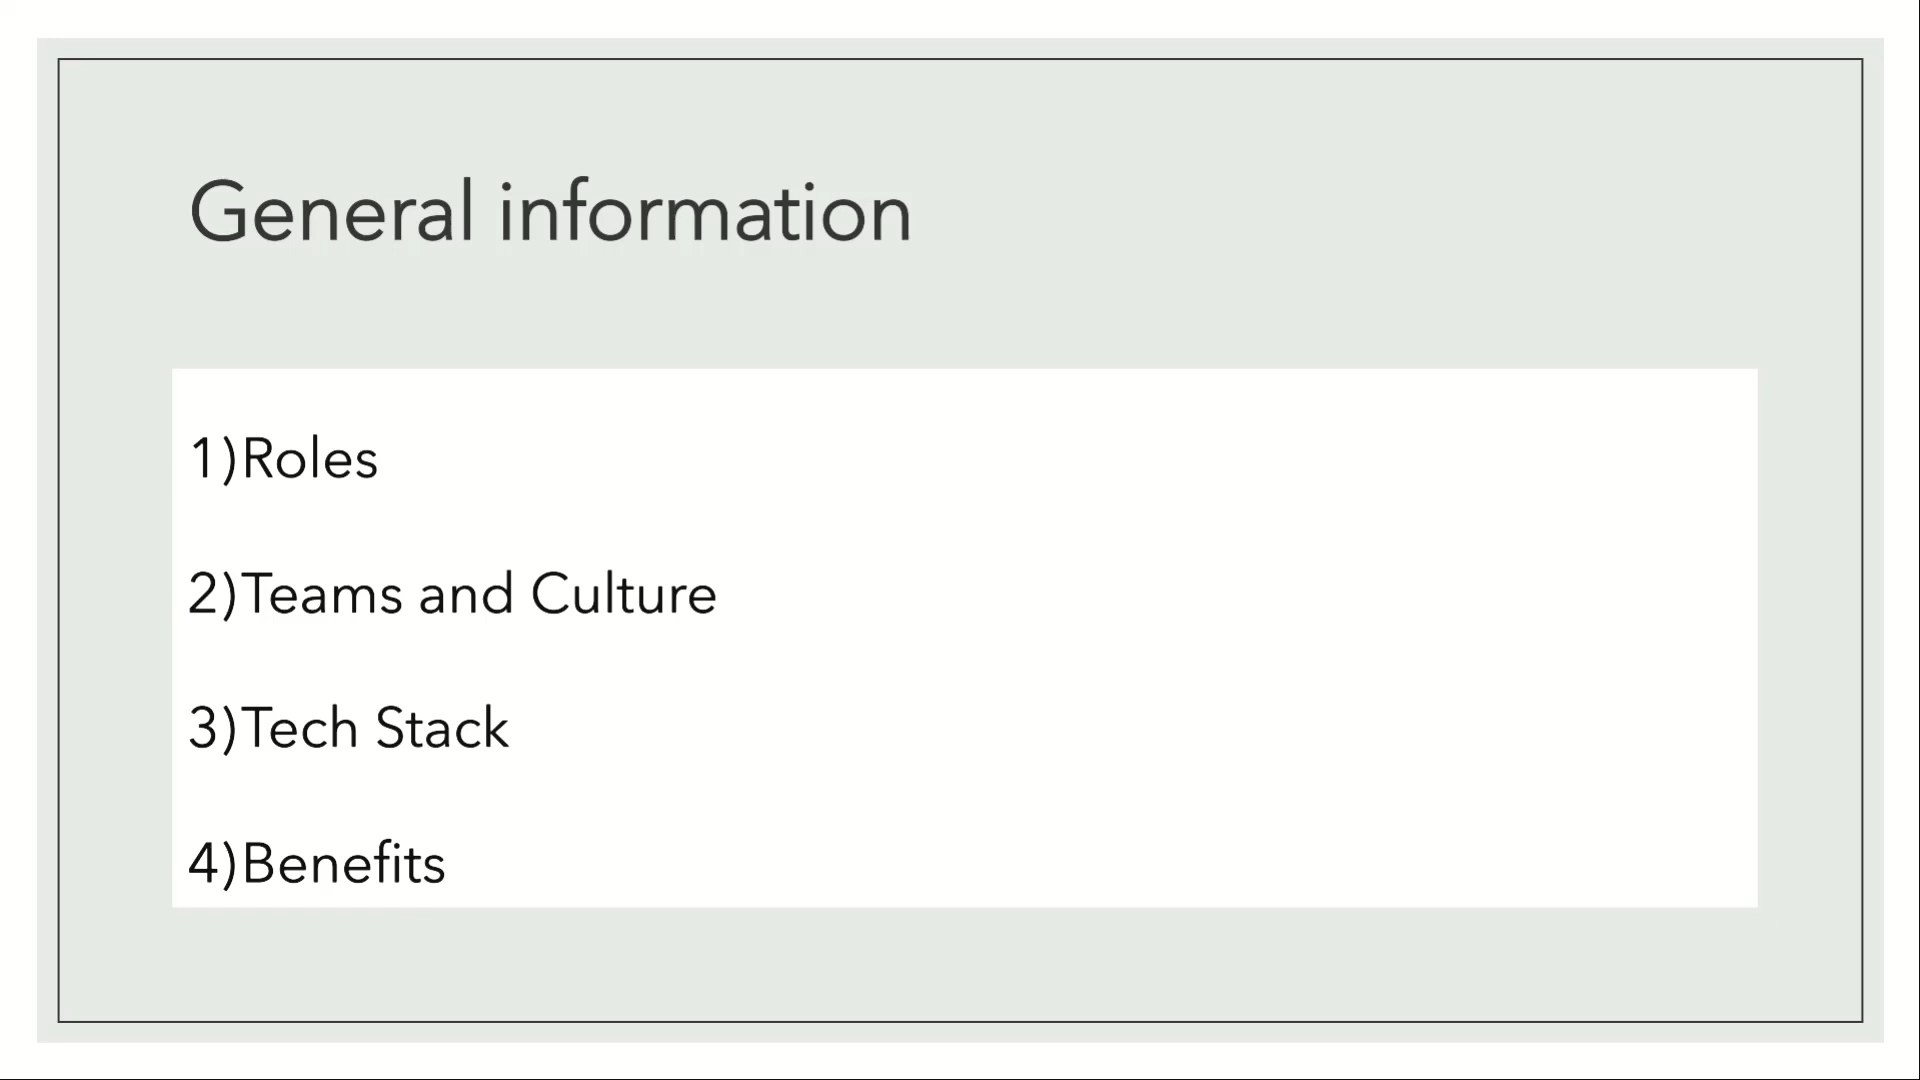 General information
1)Roles
2)Teams and Culture
3)Tech Stack
4)Benefits